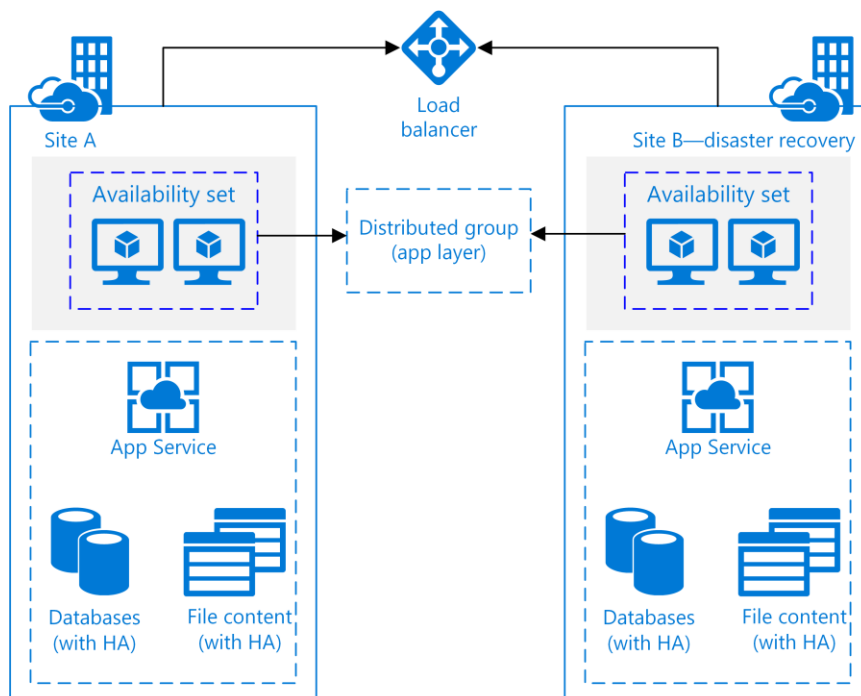 Load
balancer
Site A
Site B—disaster recovery
Availability set
Distributed group
(app layer)
Availability set
App Service
App Service
Databases
(with HA)
File content
(with HA)
Databases
(with HA)
File content
(with HA)